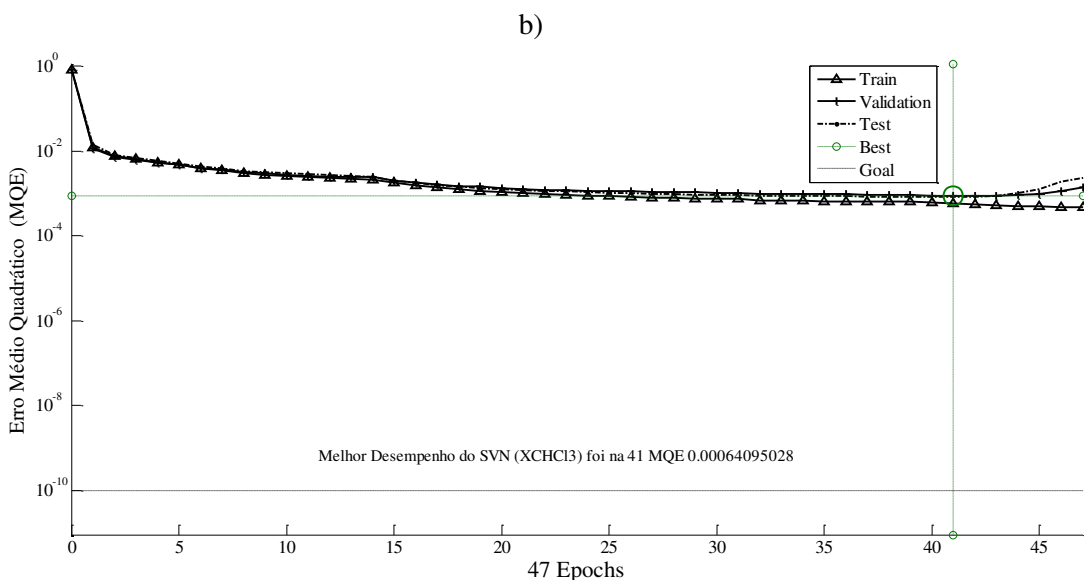 b)
10^0
10^-2
10^-4
10^-6
10^-8
10^-10
Erro Médio Quadrático (MQE)
Train
Validation
Test
Best
Goal
Melhor Desempenho do SVN (XCHCl3) foi na 41 MQE 0.00064095028
0 5 10 15 20 25 30 35 40 45
47 Epochs